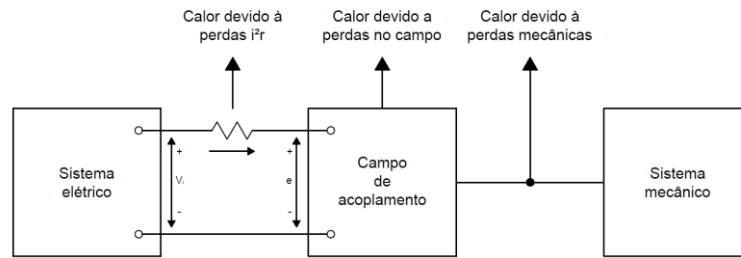 Calor devido à
perdas i²r
Calor devido a
perdas no campo
Calor devido à
perdas mecânicas
Sistema
elétrico
+
Vᵢ
-
+
e
-
Campo
de
acoplamento
Sistema
mecânico